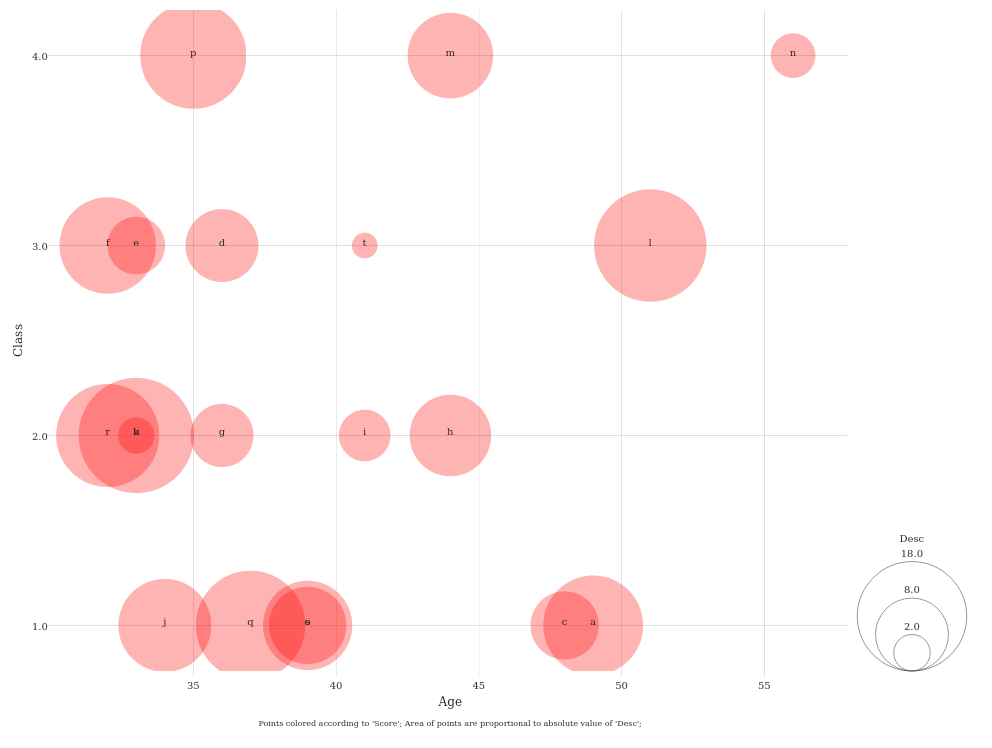 4.0
p
m
n
3.0
f
e
d
t
l
2.0
r
g
i
h
1.0
j
q
c
a
35
40
45
50
55
Age
Class
Desc
18.0
8.0
2.0
Points colored according to 'Score'; Area of points are proportional to absolute value of 'Desc';